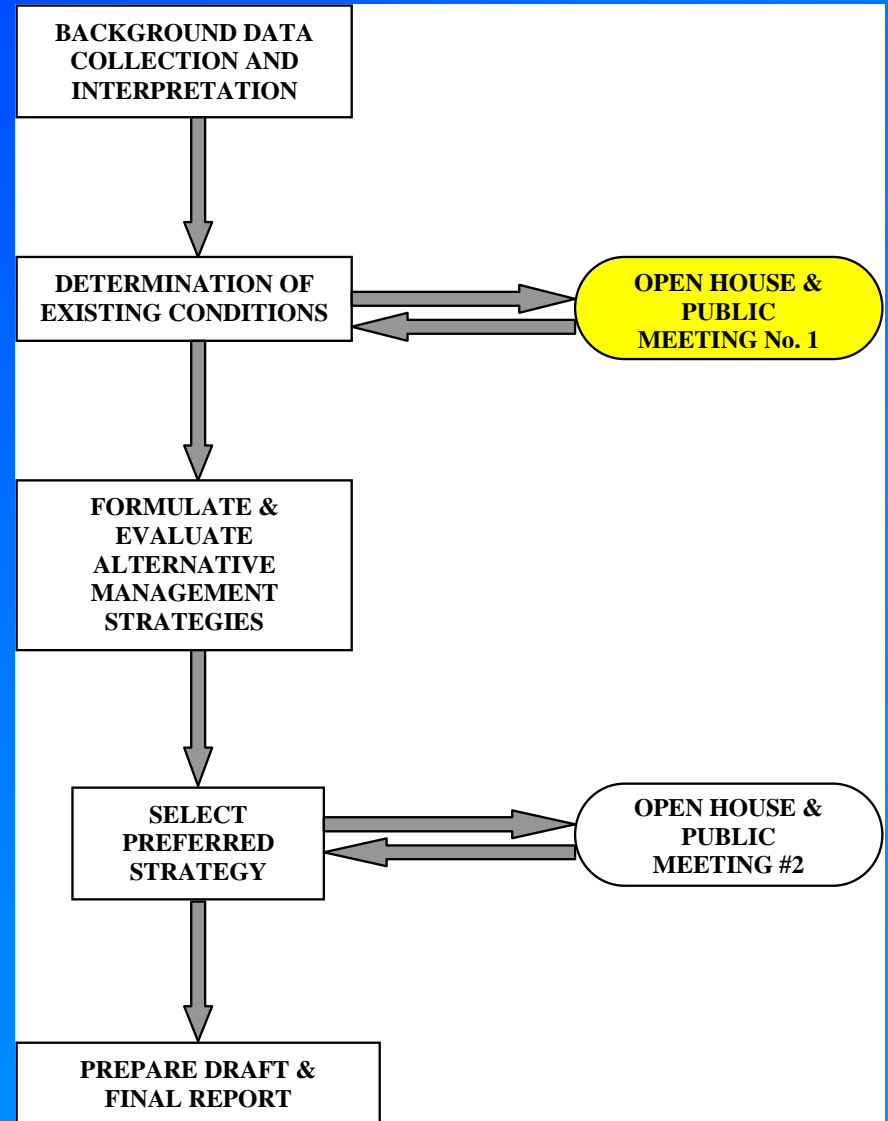 BACKGROUND DATA
COLLECTION AND
INTERPRETATION
DETERMINATION OF
EXISTING CONDITIONS
OPEN HOUSE &
PUBLIC
MEETING No. 1
FORMULATE &
EVALUATE
ALTERNATIVE
MANAGEMENT
STRATEGIES
SELECT
PREFERRED
STRATEGY
OPEN HOUSE &
PUBLIC
MEETING #2
PREPARE DRAFT &
FINAL REPORT